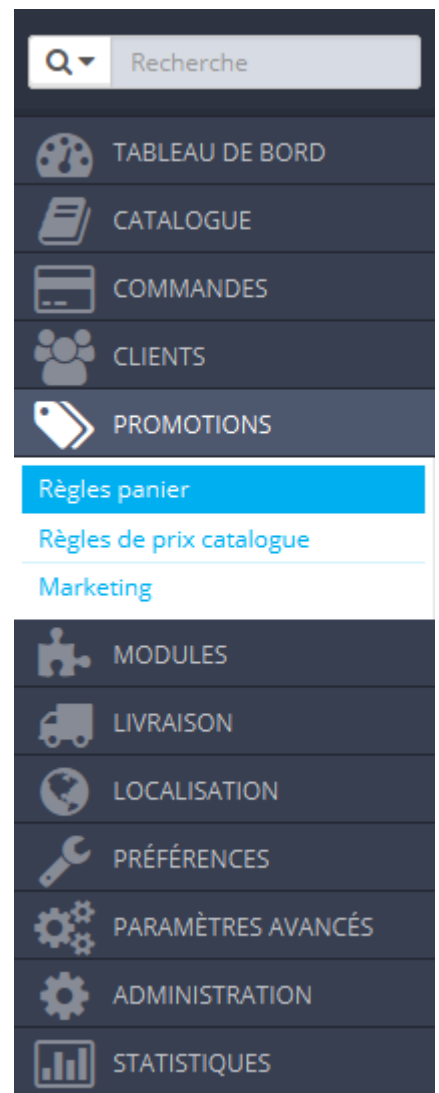 Recherche
TABLEAU DE BORD
CATALOGUE
COMMANDES
CLIENTS
PROMOTIONS
Règles panier
Règles de prix catalogue
Marketing
MODULES
LIVRAISON
LOCALISATION
PRÉFÉRENCES
PARAMÈTRES AVANCÉS
ADMINISTRATION
STATISTIQUES